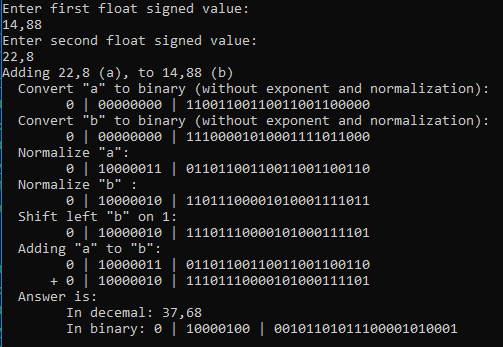 Enter first float signed value:
14,88
Enter second float signed value:
22,8
Adding 22,8 (a), to 14,88 (b)
Convert "a" to binary (without exponent and normalization):
0 | 00000000 | 11001100110011001100000
Convert "b" to binary (without exponent and normalization):
0 | 00000000 | 11100001010001111011000
Normalize "a":
0 | 10000011 | 01101100110011001100110
Normalize "b" :
0 | 10000010 | 11011100001010001111011
Shift left "b" on 1:
0 | 10000010 | 11101110000101000111101
Adding "a" to "b":
0 | 10000011 | 01101100110011001100110
+ 0 | 10000010 | 11101110000101000111101
Answer is:
In decemal: 37,68
In binary: 0 | 10000100 | 00101101011100001010001